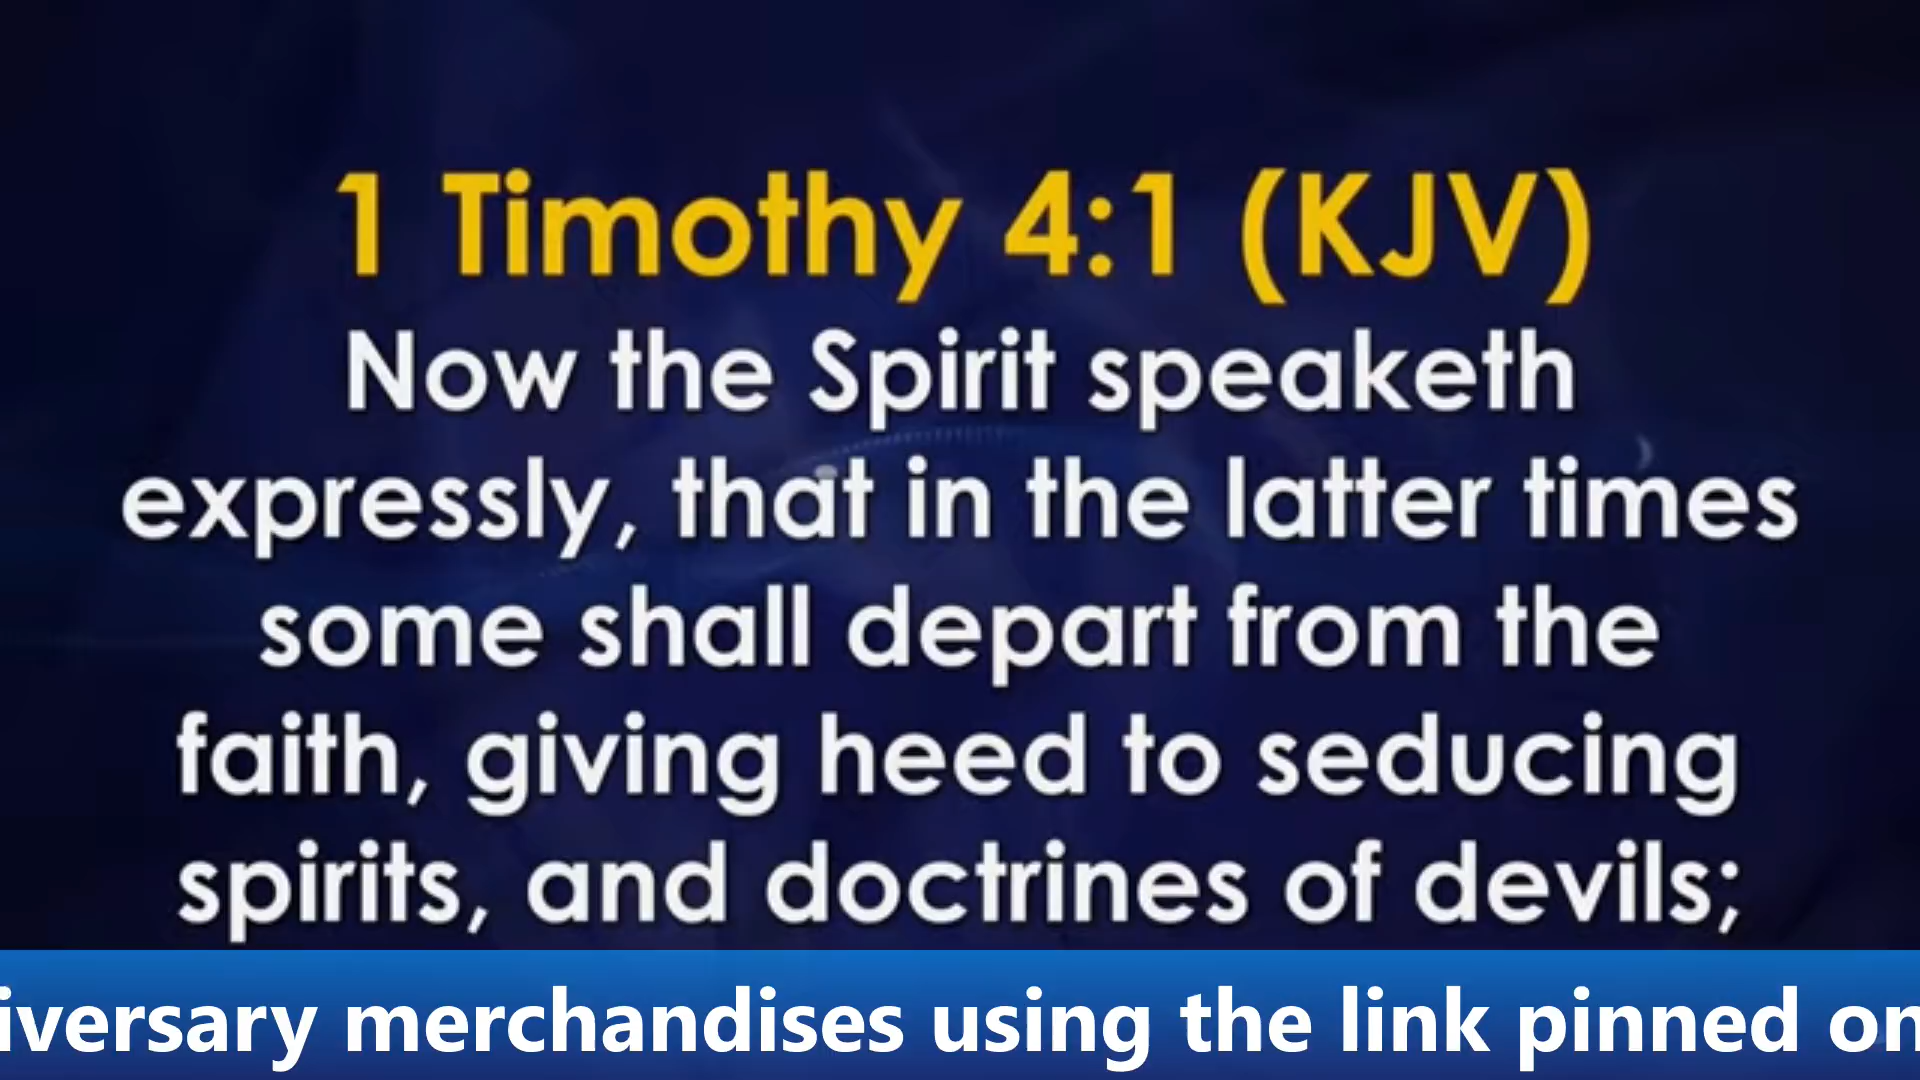 1 Timothy 4:1 (KJV)
Now the Spirit speaketh
expressly, that in the latter times
some shall depart from the
faith, giving heed to seducing
spirits, and doctrines of devils;
iversary merchandises using the link pinned on